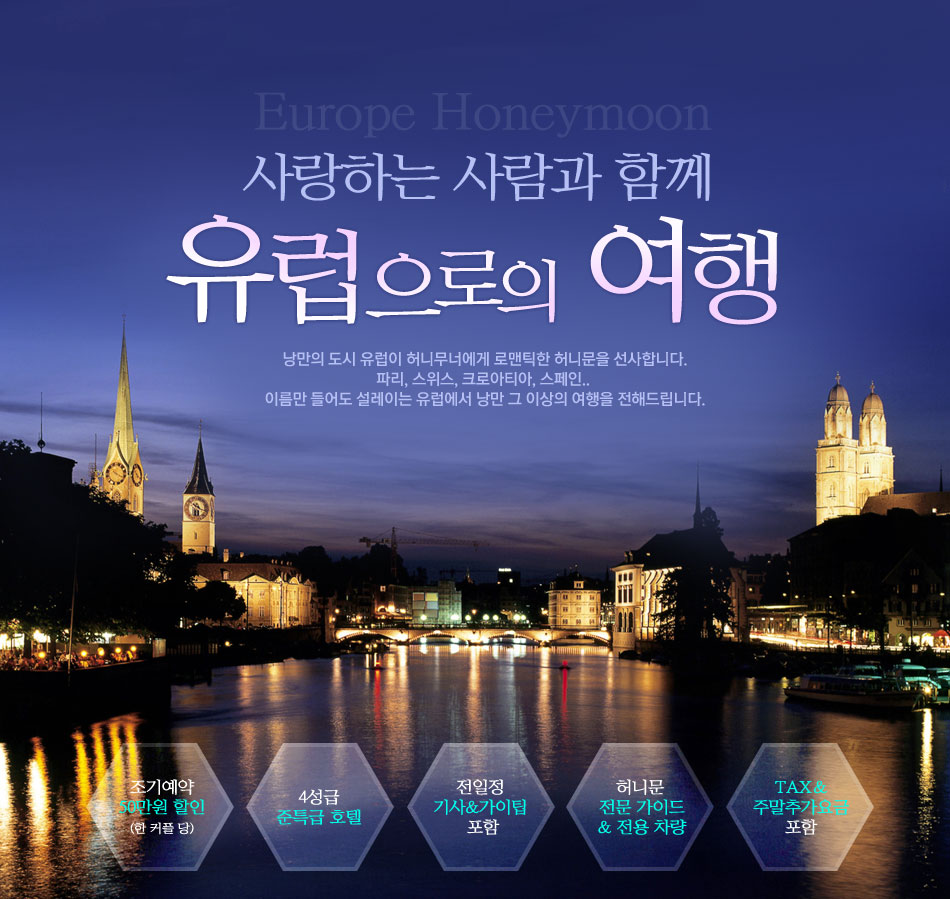 Europe Honeymoon
사랑하는 사람과 함께
유럽으로의 여행
낭만의 도시 유럽이 허니무너에게 로맨틱한 허니문을 선사합니다.
파리, 스위스, 크로아티아, 스페인..
이름만 들어도 설레이는 유럽에서 낭만 그 이상의 여행을 전해드립니다.
조기예약
50만원 할인
(한 커플 당)
4성급
준특급 호텔
전일정
기사&가이드팁
포함
허니문
전문 가이드
& 전용 차량
TAX &
주말추가요금
포함